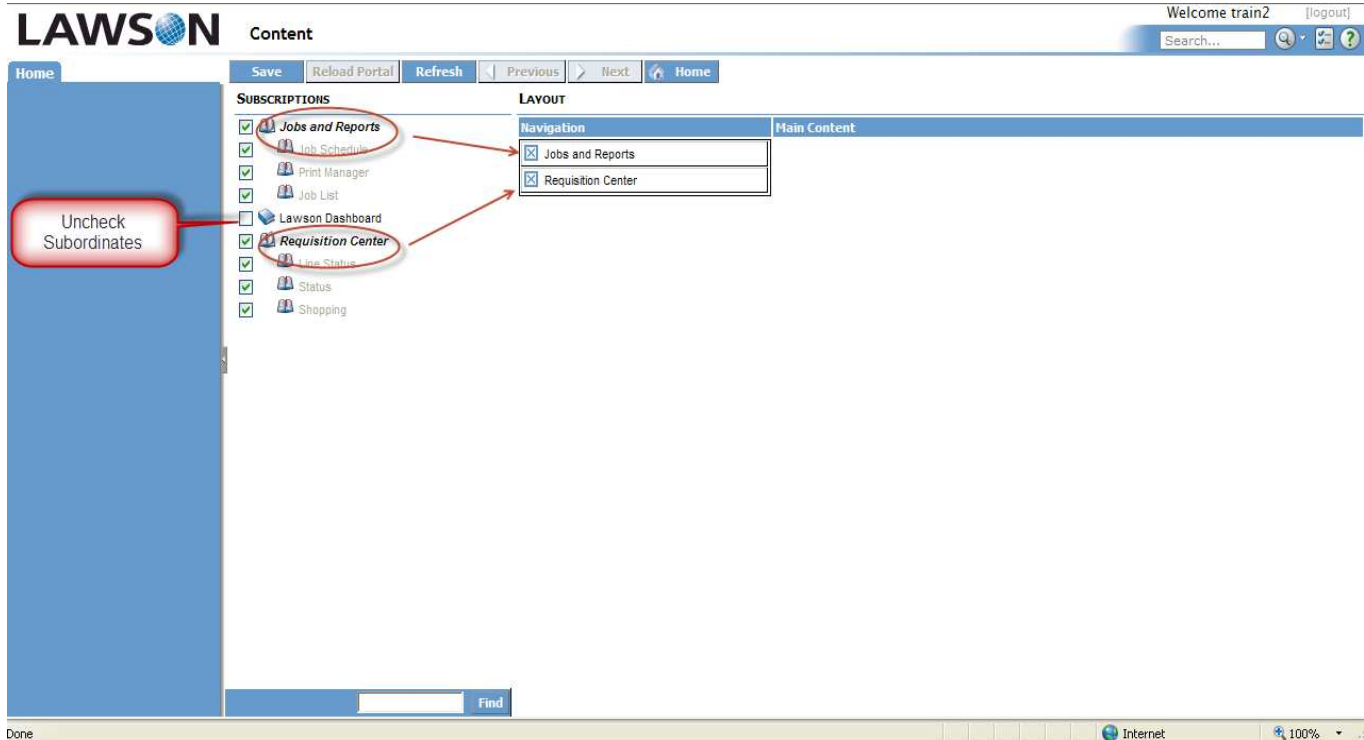 Welcome train2 [logout]
LAWSON Content
Search...
Home
Save Reload Portal Refresh Previous Next Home
SUBSCRIPTIONS
LAYOUT
Jobs and Reports
Job Schedule
Print Manager
Job List
Lawson Dashboard
Requisition Center
Line Status
Status
Shopping
Uncheck
Subordinates
Navigation Main Content
Jobs and Reports
Requisition Center
Find
Done Internet 100%